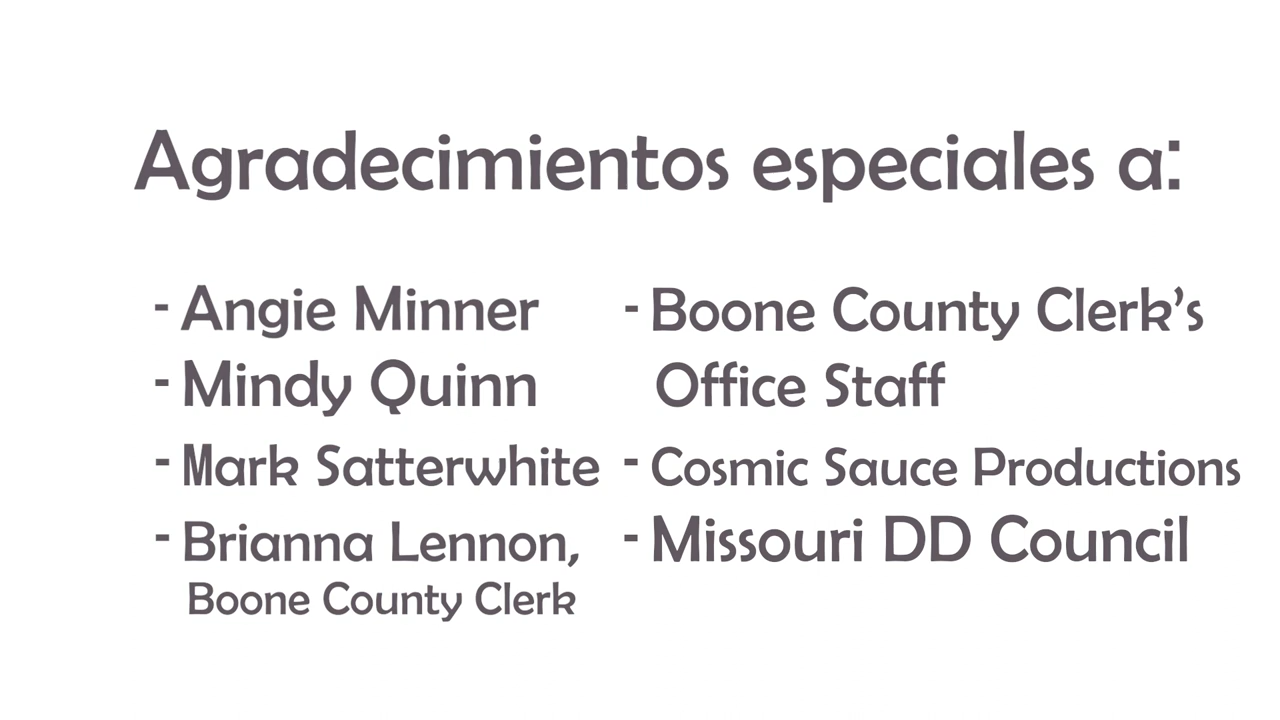 Agradecimientos especiales a:
- Angie Minner
- Mindy Quinn
- Mark Satterwhite
- Brianna Lennon,
Boone County Clerk
- Boone County Clerk’s
Office Staff
- Cosmic Sauce Productions
- Missouri DD Council